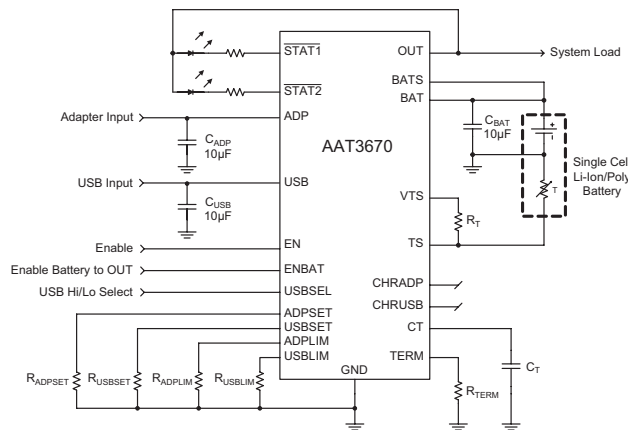 STAT1
OUT
System Load
STAT2
BATS
BAT
Adapter Input
ADP
CADP
10µF
AAT3670
CBAT
10µF
+
-
T
Single Cel
Li-Ion/Poly
Battery
USB Input
USB
CUSB
10µF
VTS
RT
Enable
EN
TS
Enable Battery to OUT
ENBAT
USB Hi/Lo Select
USBSEL
CHRADP
ADPSET
CHRUSB
USBSET
CT
ADPLIM
USBLIM
TERM
GND
RADPSET
RUSBSET
RADPLIM
RUSBLIM
RTERM
CT